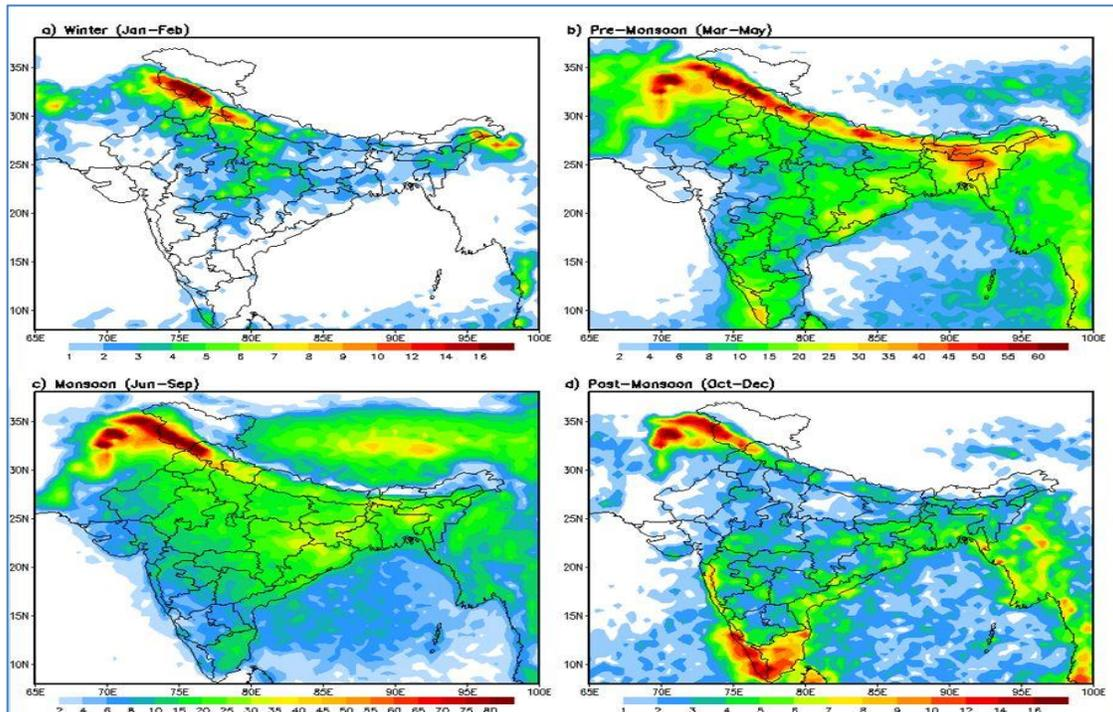 a) Winter (Jan-Feb)
35N
30N
25N
20N
15N
10N
65E 70E 75E 80E 85E 90E 95E 100E
1 2 3 4 5 6 7 8 9 10 12 14 16
b) Pre-Monsoon (Mar-May)
35N
30N
25N
20N
15N
10N
65E 70E 75E 80E 85E 90E 95E 100E
2 4 6 8 10 15 20 25 30 35 40 45 50 55 60
c) Monsoon (Jun-Sep)
35N
30N
25N
20N
15N
10N
65E 70E 75E 80E 85E 90E 95E 100E
2 4 6 8 10 15 20 25 30 35 40 45 50 55 60 65 70 75 80
d) Post-Monsoon (Oct-Dec)
35N
30N
25N
20N
15N
10N
65E 70E 75E 80E 85E 90E 95E 100E
1 2 3 4 5 6 7 8 9 10 12 14 16